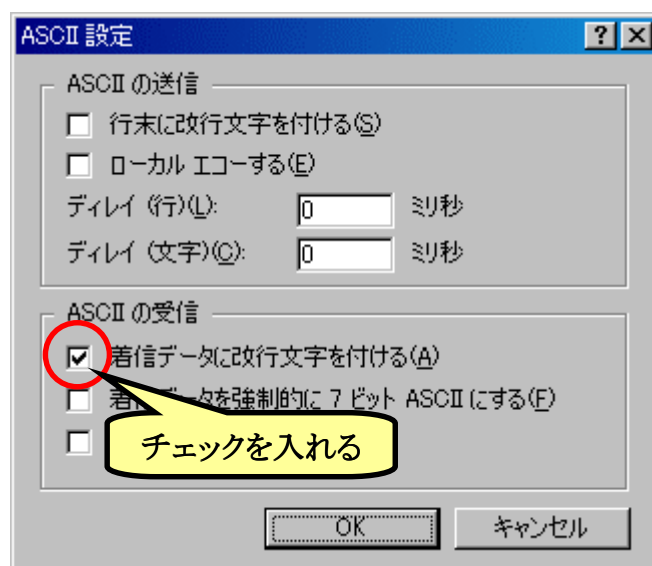 ASCII 設定
ASCII の送信
行末に改行文字を付ける(S)
ローカル エコーする(E)
ディレイ (行)(L): 0 ミリ秒
ディレイ (文字)(C): 0 ミリ秒
ASCII の受信
着信データに改行文字を付ける(A)
着信データを強制的に 7 ビット ASCII にする(F)
チェックを入れる
OK キャンセル